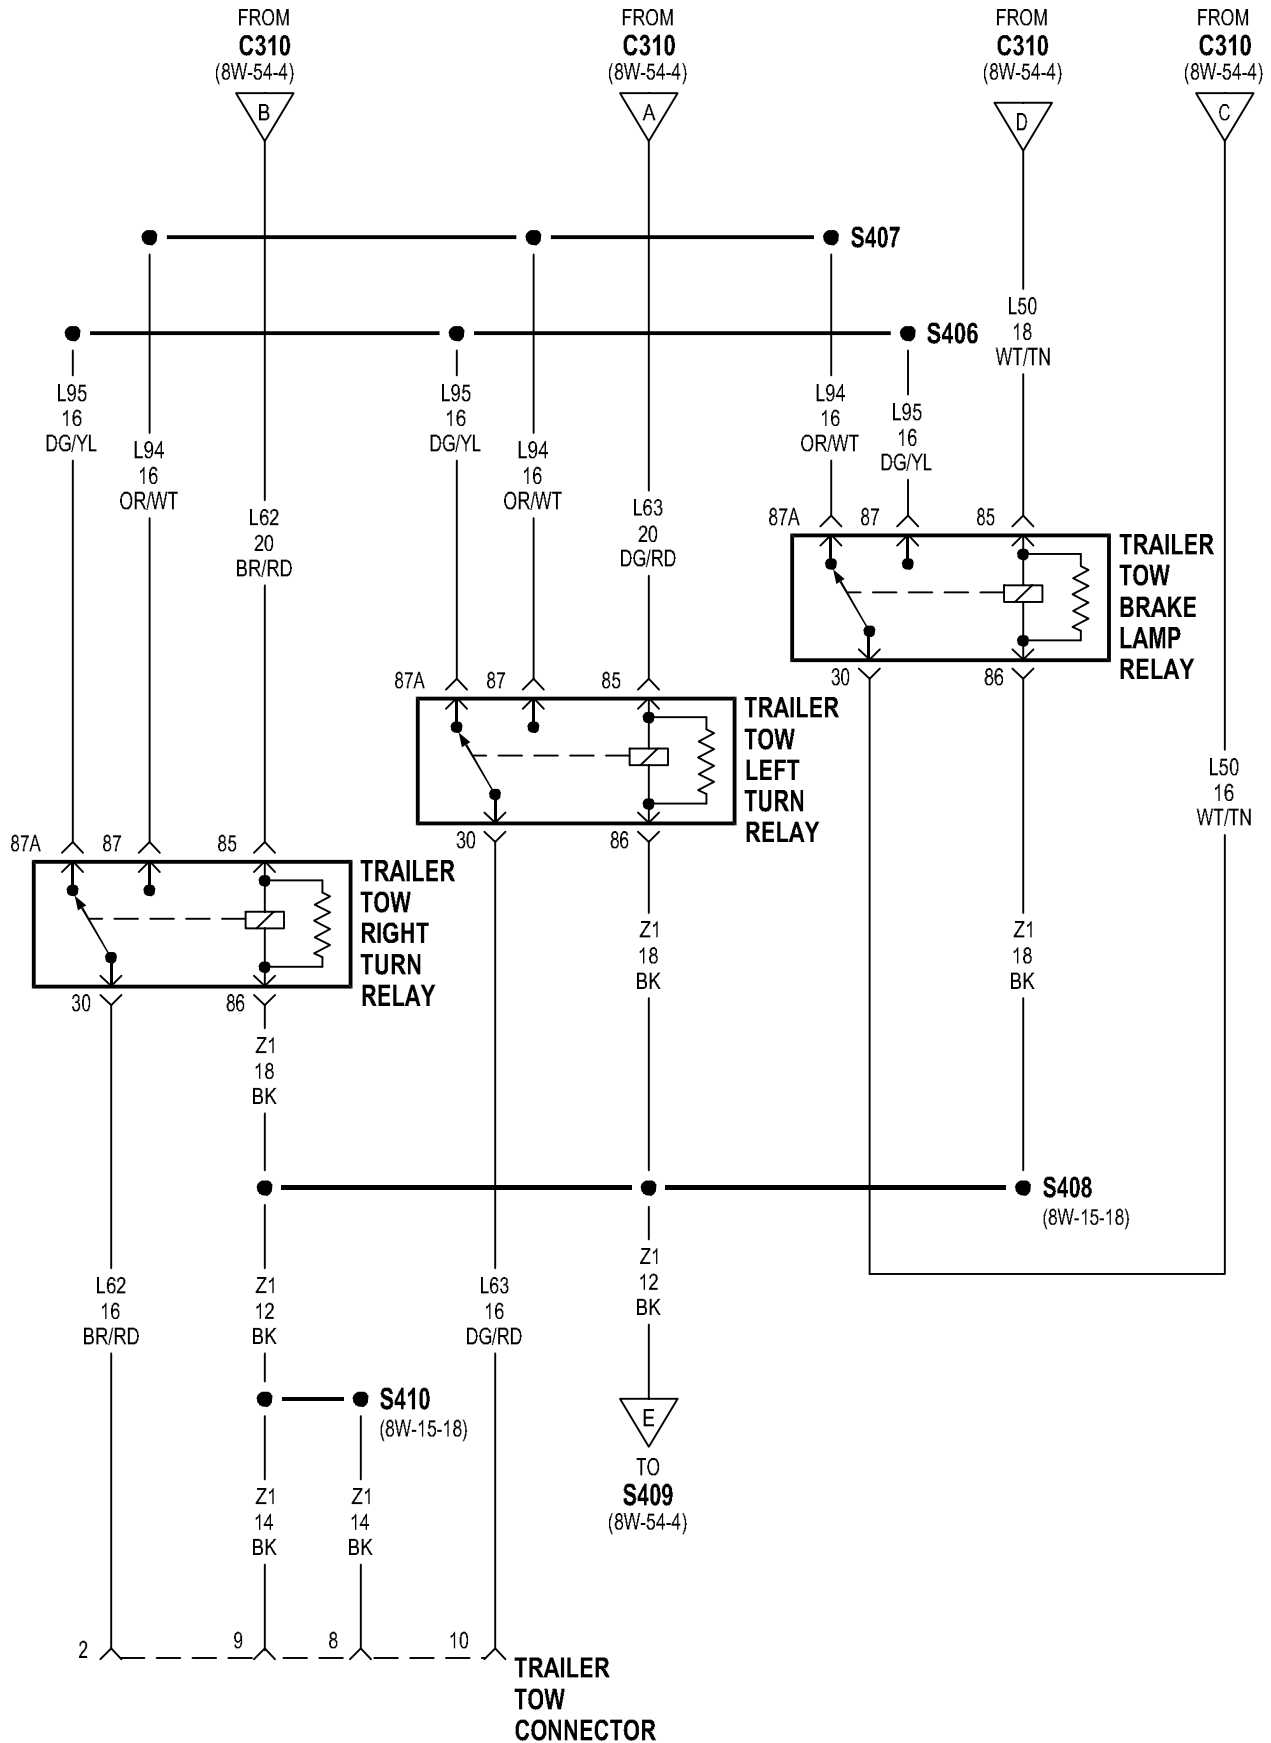 FROM
C310
(8W-54-4)
B
FROM
C310
(8W-54-4)
A
FROM
C310
(8W-54-4)
D
FROM
C310
(8W-54-4)
C
S407
S406
L50
18
WT/TN
L95
16
DG/YL
L94
16
OR/WT
L62
20
BR/RD
L95
16
DG/YL
L94
16
OR/WT
L63
20
DG/RD
L94
16
OR/WT
L95
16
DG/YL
87A
87
85
TRAILER
TOW
BRAKE
LAMP
RELAY
30
86
87A
87
85
TRAILER
TOW
LEFT
TURN
RELAY
30
86
L50
16
WT/TN
87A
87
85
TRAILER
TOW
RIGHT
TURN
RELAY
30
86
Z1
18
BK
Z1
18
BK
Z1
18
BK
S408
(8W-15-18)
L62
16
BR/RD
Z1
12
BK
L63
16
DG/RD
Z1
12
BK
S410
(8W-15-18)
E
TO
S409
(8W-54-4)
Z1
14
BK
Z1
14
BK
2
9
8
10
TRAILER
TOW
CONNECTOR